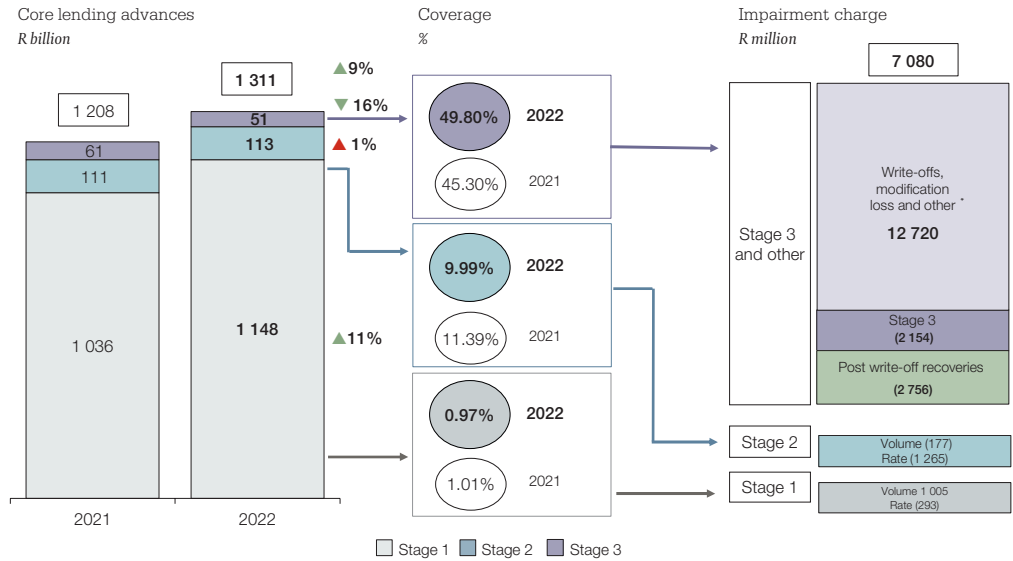 Core lending advances
R billion
1 208
61
111
1 036
2021
1 311
51
113
1 148
2022
9%
16%
1%
11%
Coverage
%
49.80%
2022
45.30%
2021
9.99%
2022
11.39%
2021
0.97%
2022
1.01%
2021
Impairment charge
R million
7 080
Stage 3
and other
Write-offs,
modification
loss and other *
12 720
Stage 3
(2 154)
Post write-off recoveries
(2 756)
Stage 2
Volume (177)
Rate (1 265)
Stage 1
Volume 1 005
Rate (293)
Stage 1 Stage 2 Stage 3